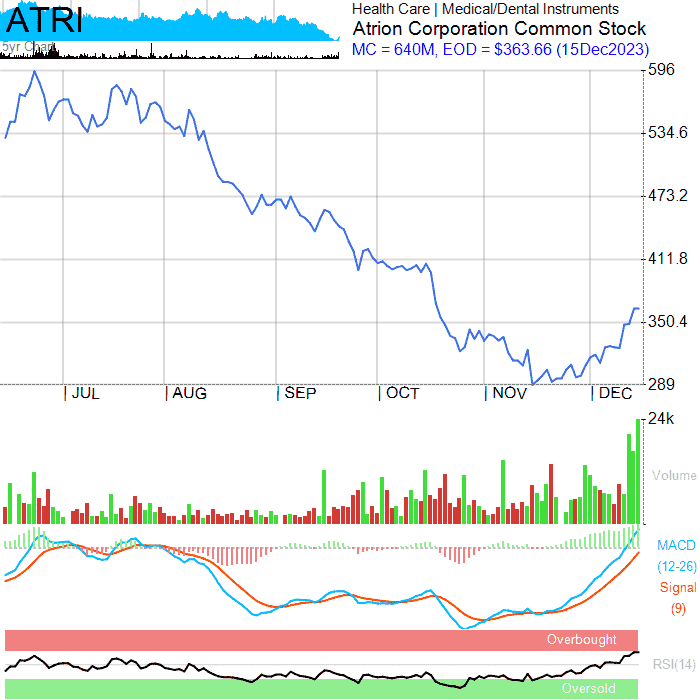 ATRI
5yr Chart
Health Care | Medical/Dental Instruments
Atrion Corporation Common Stock
MC = 640M, EOD = $363.66 (15Dec2023)
596
534.6
473.2
411.8
350.4
289
| JUL | AUG | SEP | OCT | NOV | DEC
24k
Volume
MACD
(12-26)
Signal
(9)
Overbought
RSI(14)
Oversold